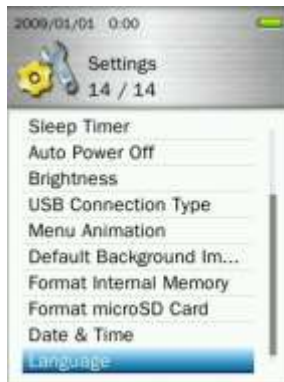 2009/01/01 0:00
Settings
14 / 14
Sleep Timer
Auto Power Off
Brightness
USB Connection Type
Menu Animation
Default Background Im...
Format Internal Memory
Format microSD Card
Date & Time
Language